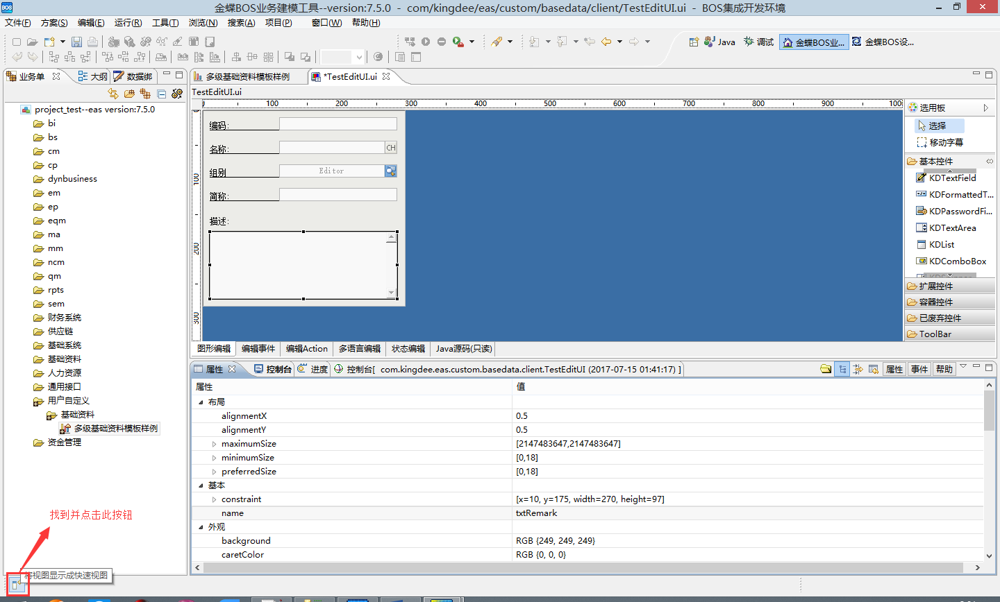 BOS 金蝶BOS业务建模工具--version:7.5.0 - com/kingdee/eas/custom/basedata/client/TestEditUI.ui - BOS集成开发环境
文件(F) 方案(S) 编辑(E) 运行(R) 工具(T) 浏览(N) 搜索(A) 项目(P) 窗口(W) 帮助(H)
Java 调试 金蝶BOS业... 金蝶BOS设...
业务单 大纲 数据绑
多级基础资料模板样例 *TestEditUI.ui
TestEditUI.ui
project_test--eas version:7.5.0
bi
bs
cm
cp
dynbusiness
em
ep
eqm
ma
mm
ncm
qm
rpts
sem
财务系统
供应链
基础系统
基础资料
人力资源
通用接口
用户自定义
基础资料
多级基础资料模板样例
资金管理
找到并点击此按钮
将视图显示成快速视图
0 100 200 300 400 500 600 700 800 900 1000
100
200
300
编码:
名称: CH
组别 Editor
简称:
描述:
选用板
选择
移动字幕
基本控件
KDTextField
KDFormattedT...
KDPasswordFi...
KDTextArea
KDList
KDComboBox
扩展控件
容器控件
已废弃控件
ToolBar
图形编辑 编辑事件 编辑Action 多语言编辑 状态编辑 Java源码(只读)
属性 控制台 进度 控制台[ com.kingdee.eas.custom.basedata.client.TestEditUI (2017-07-15 01:41:17) ] 属性 事件 帮助
属性 值
布局
alignmentX 0.5
alignmentY 0.5
maximumSize [2147483647,2147483647]
minimumSize [0,18]
preferredSize [0,18]
基本
constraint [x=10, y=175, width=270, height=97]
name txtRemark
外观
background RGB {249, 249, 249}
caretColor RGB {0, 0, 0}